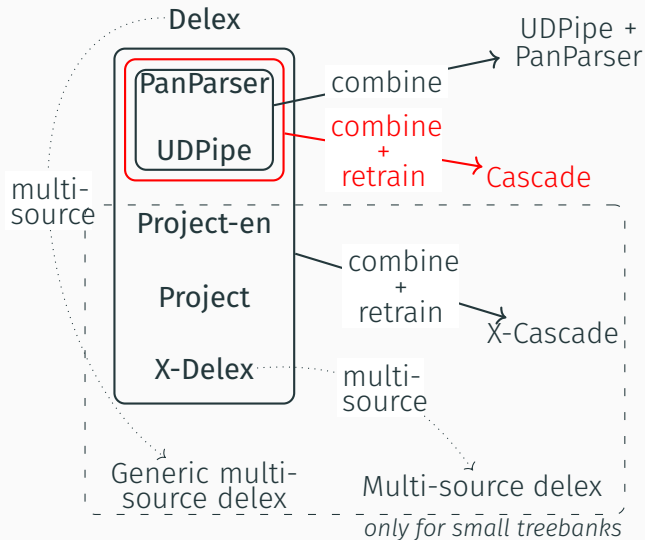 Delex
UDPipe +
PanParser
PanParser
combine
UDPipe
combine
+
retrain
Cascade
multi-
source
Project-en
combine
+
retrain
Project
X-Cascade
X-Delex
multi-
source
Generic multi-
source delex
Multi-source delex
only for small treebanks